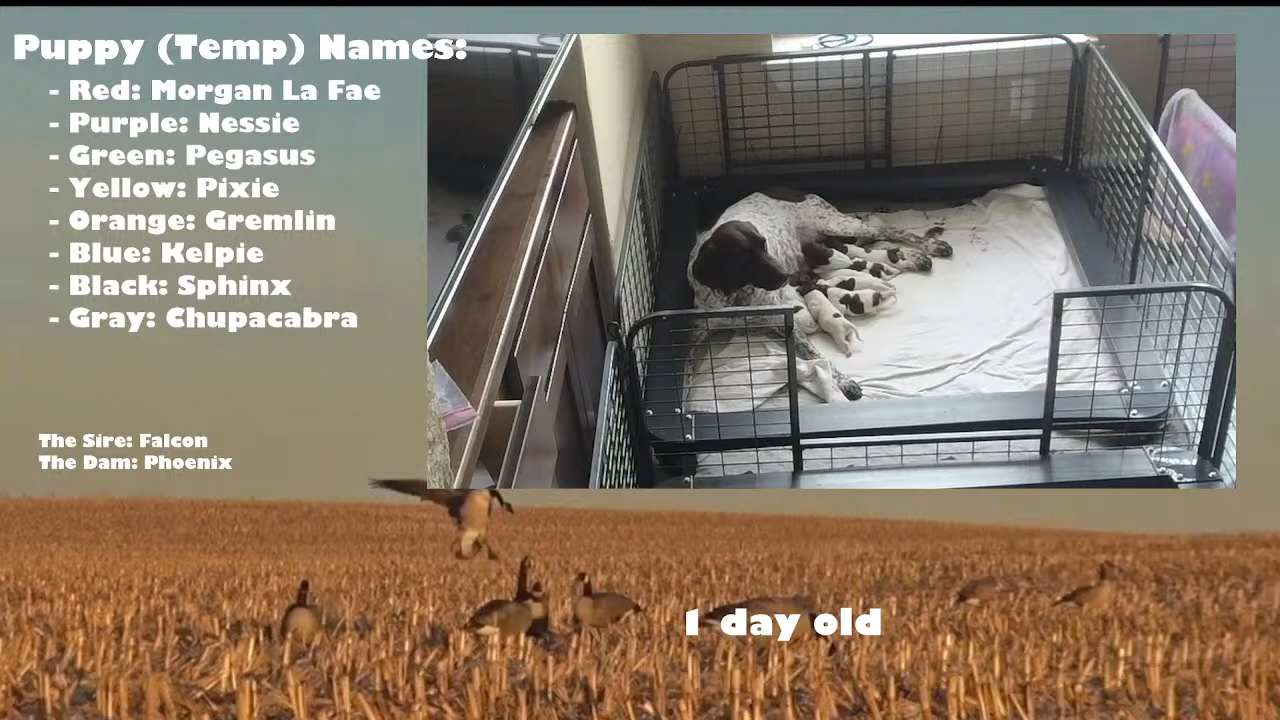 Puppy (Temp) Names:
- Red: Morgan La Fae
- Purple: Nessie
- Green: Pegasus
- Yellow: Pixie
- Orange: Gremlin
- Blue: Kelpie
- Black: Sphinx
- Gray: Chupacabra
The Sire: Falcon
The Dam: Phoenix
1 day old